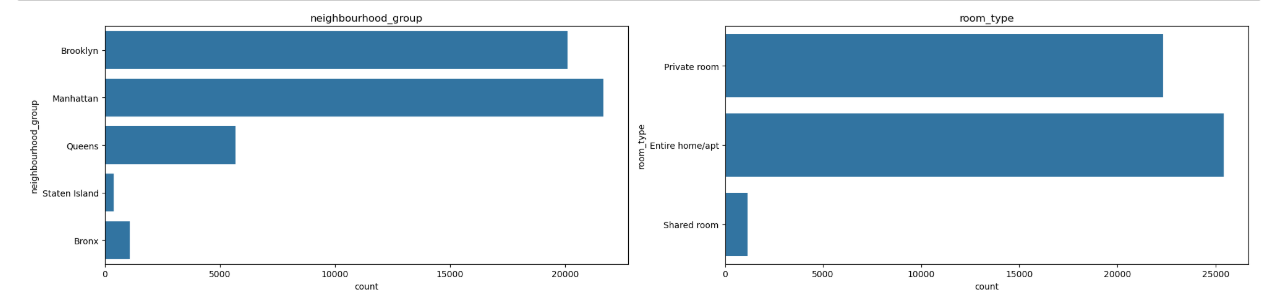 neighbourhood_group
Brooklyn
Manhattan
Queens
Staten Island
Bronx
neighbourhood_group
0 5000 10000 15000 20000
count
room_type
Private room
Entire home/apt
Shared room
room_type
0 5000 10000 15000 20000 25000
count